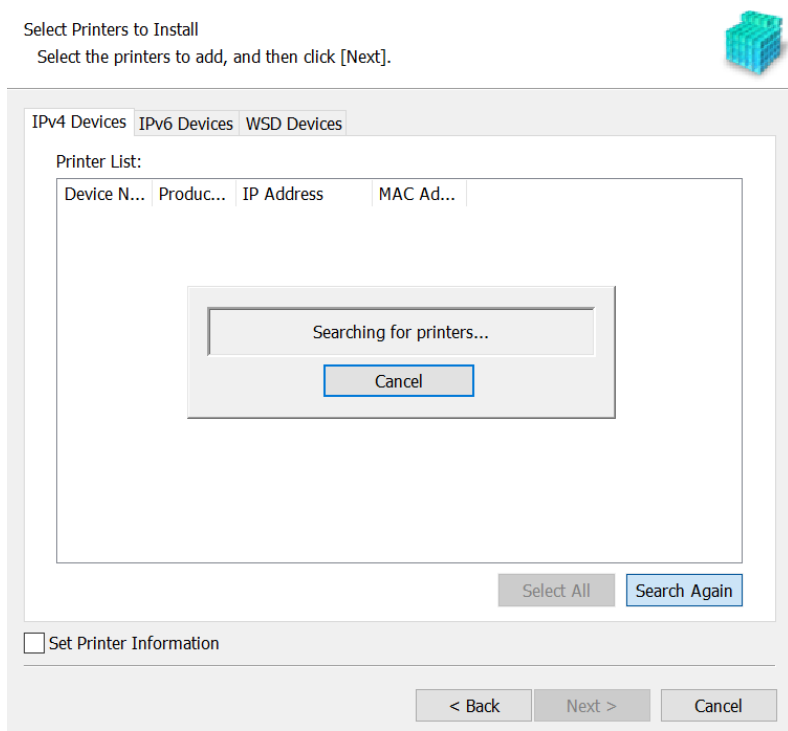 Select Printers to Install
Select the printers to add, and then click [Next].
IPv4 Devices IPv6 Devices WSD Devices
Printer List:
Device N... Produc... IP Address MAC Ad...
Searching for printers...
Cancel
Select All Search Again
Set Printer Information
< Back Next > Cancel